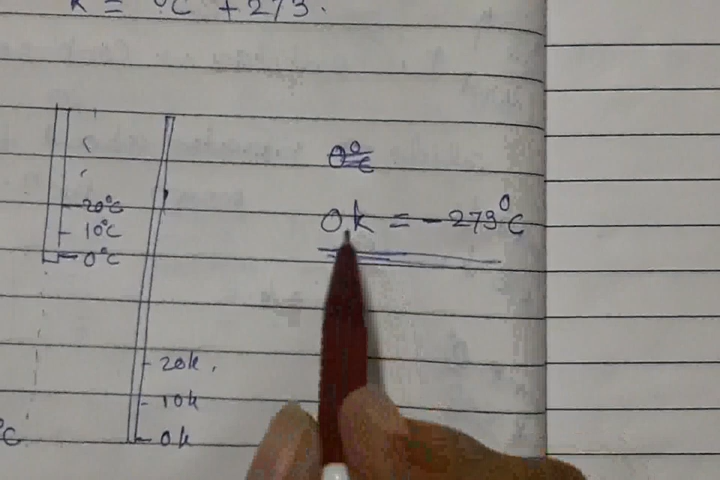 K = °C + 273.
0°C
20°C
0k = -273°C
10°C
0°C
20k.
10k
°C
0k